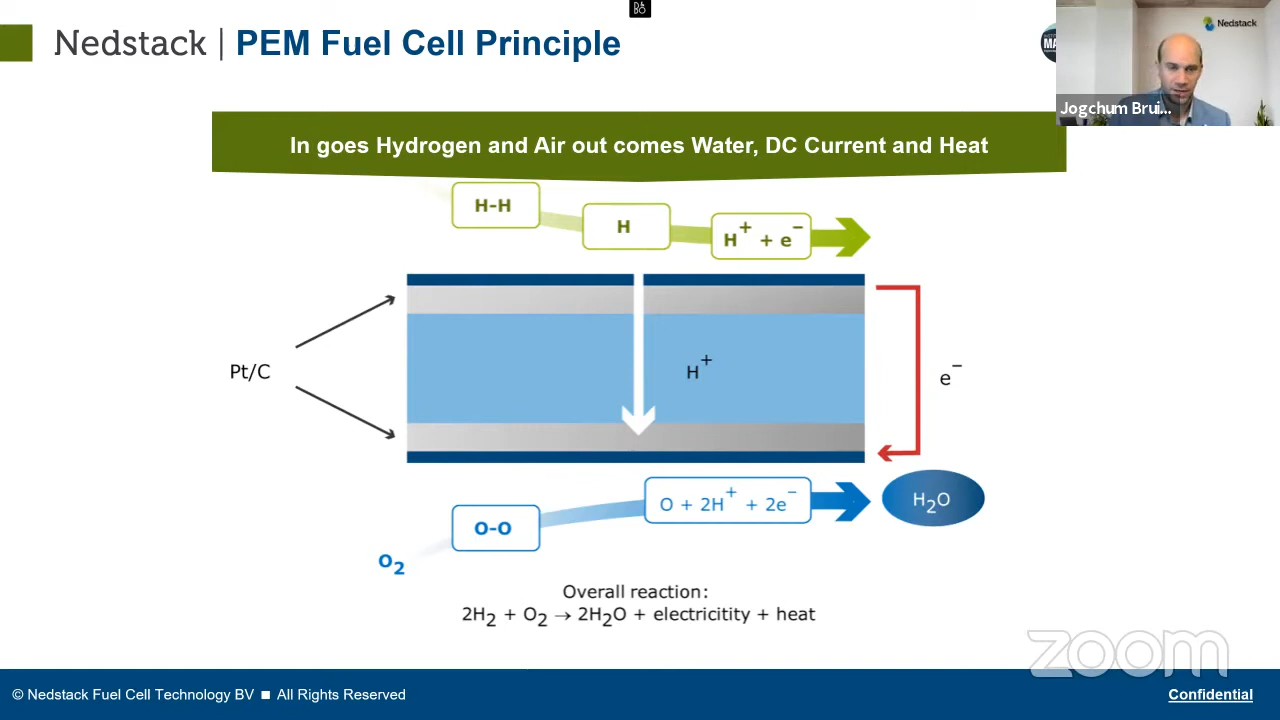 DABO
Nedstack | PEM Fuel Cell Principle
Nedstack
Jogchum Brui...
In goes Hydrogen and Air out comes Water, DC Current and Heat
H-H
H
H⁺ + e⁻
Pt/C
H⁺
e⁻
O + 2H⁺ + 2e⁻
H₂O
O-O
O₂
Overall reaction:
2H₂ + O₂ → 2H₂O + electricitity + heat
zoom
© Nedstack Fuel Cell Technology BV ■ All Rights Reserved
Confidential